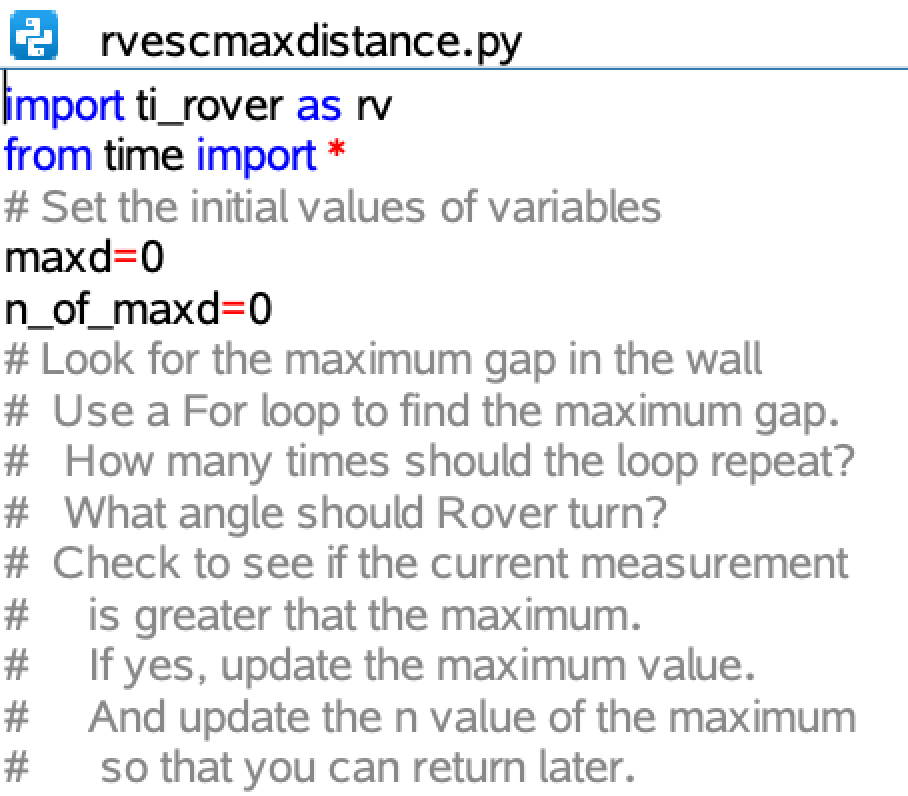 rvescmaxdistance.py
import ti_rover as rv
from time import *
# Set the initial values of variables
maxd=0
n_of_maxd=0
# Look for the maximum gap in the wall
#  Use a For loop to find the maximum gap.
#   How many times should the loop repeat?
#   What angle should Rover turn?
#  Check to see if the current measurement
#     is greater that the maximum.
#     If yes, update the maximum value.
#     And update the n value of the maximum
#      so that you can return later.